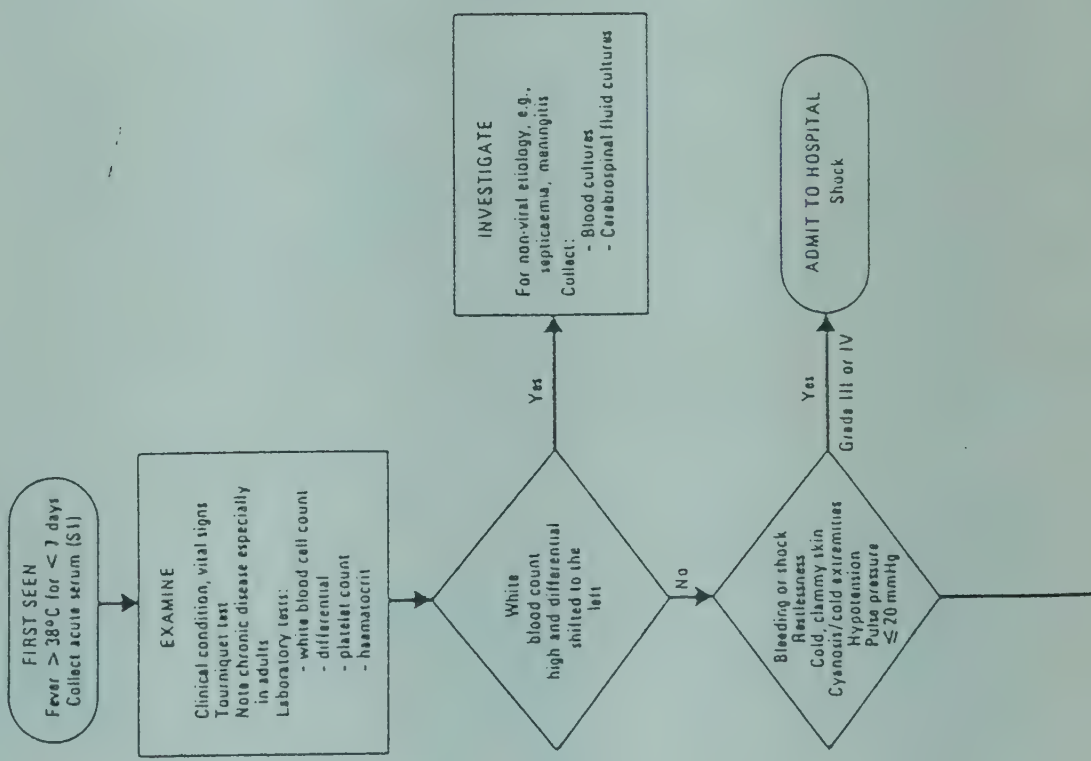 FIRST SEEN
Fever > 38°C for < 7 days
Collect acute serum (S1)
EXAMINE
Clinical condition, vital signs
Tourniquet test
Note chronic disease especially
in adults
Laboratory tests:
- white blood cell count
- differential
- platelet count
- haematocrit
White
blood count
high and differential
shifted to the
left
Yes
INVESTIGATE
For non-viral etiology, e.g.,
septicaemia, meningitis
Collect:
- Blood cultures
- Cerebrospinal fluid cultures
No
Bleeding or shock
Restlessness
Cold, clammy skin
Cyanosis/cold extremities
Hypotension
Pulse pressure
≤ 20 mmHg
Yes
Grade III or IV
ADMIT TO HOSPITAL
Shock